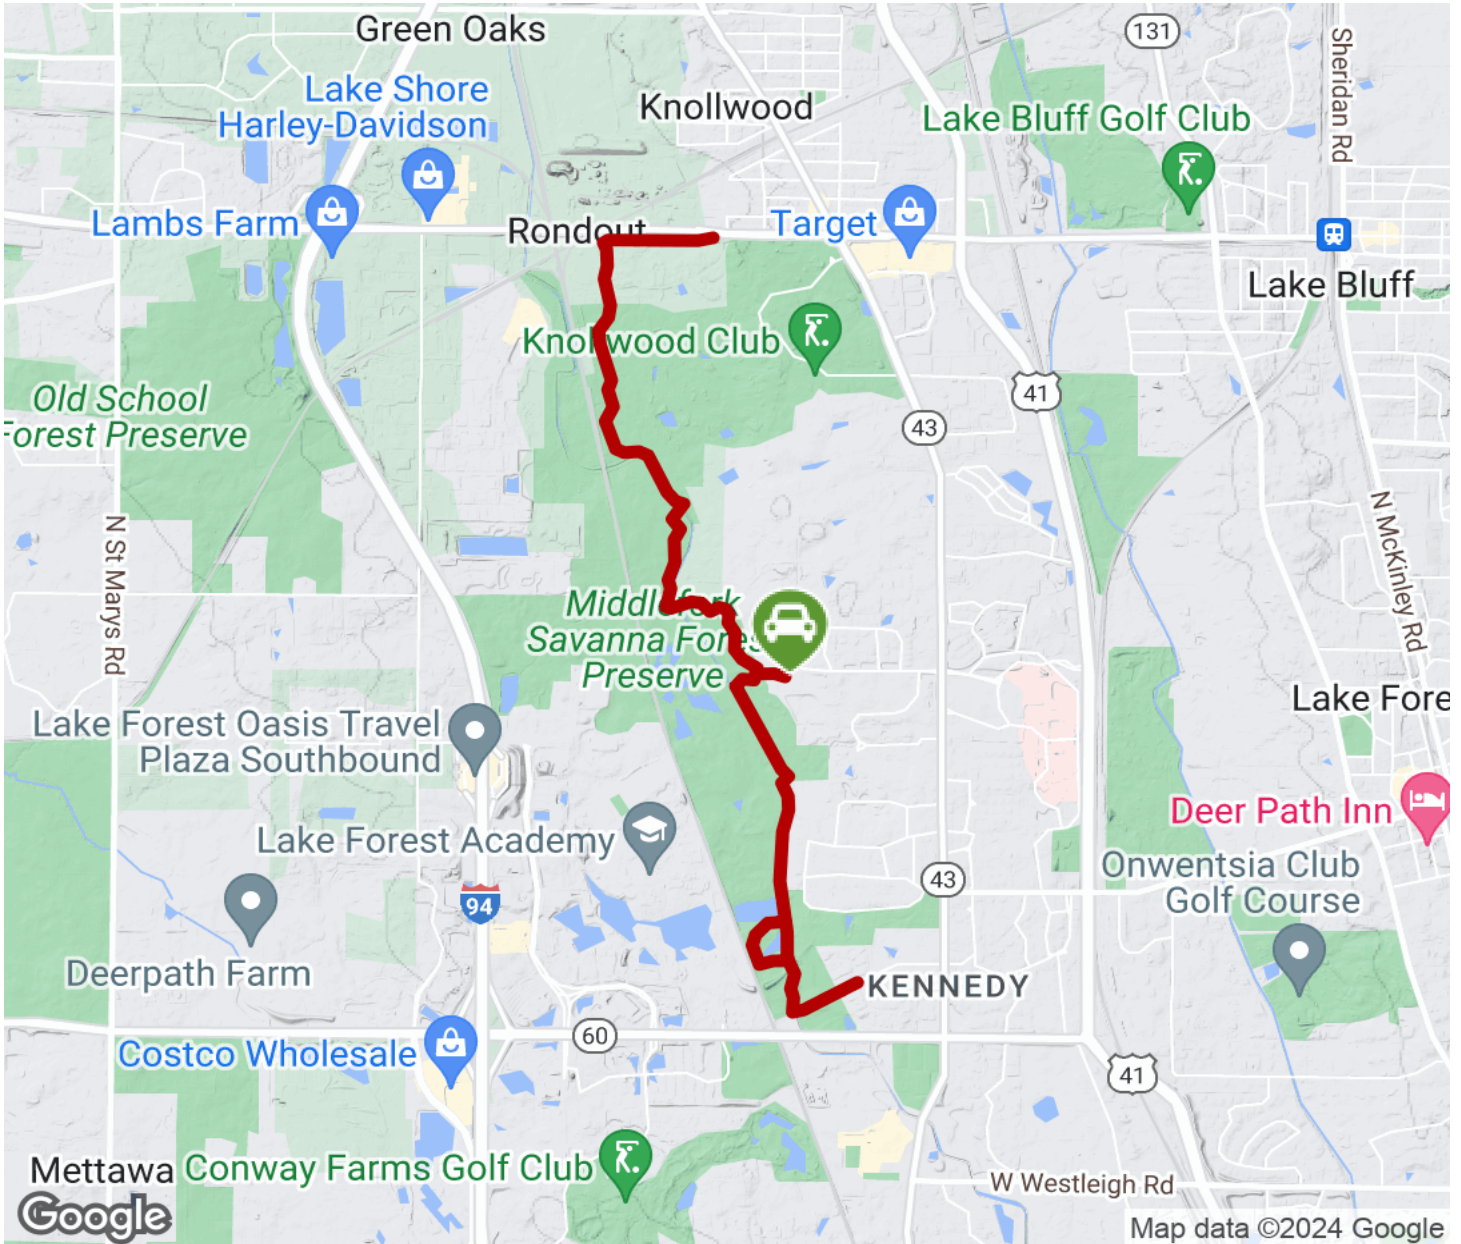 Green Oaks
131
Sheridan Rd
Lake Shore
Harley-Davidson
Knollwood
Lake Bluff Golf Club
Lambs Farm
Rondout
Target
Lake Bluff
Knollwood Club
Old School
Forest Preserve
41
43
N St Marys Rd
N McKinley Rd
Middlefork
Savanna Forest
Preserve
Lake Fore
Lake Forest Oasis Travel
Plaza Southbound
Deer Path Inn
Lake Forest Academy
Onwentsia Club
Golf Course
43
94
Deerpath Farm
KENNEDY
60
Costco Wholesale
41
Mettawa
Conway Farms Golf Club
W Westleigh Rd
Google
Map data ©2024 Google